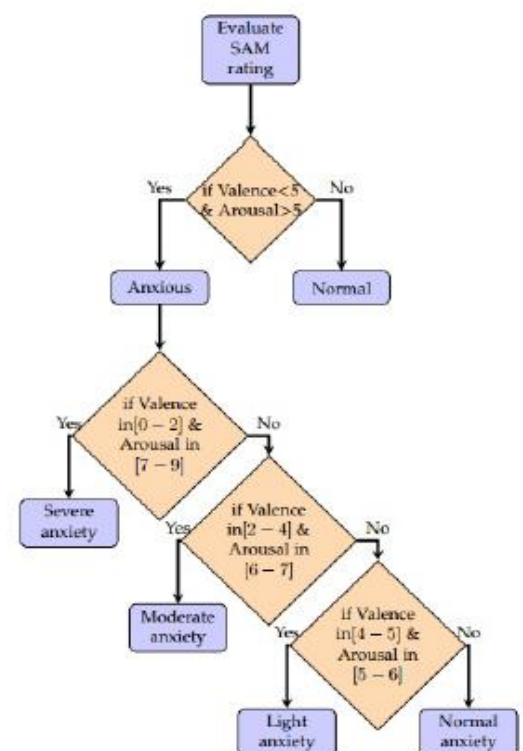 Evaluate
SAM
rating
if Valence<5
& Arousal>5
Yes
No
Anxious
Normal
if Valence
in[0 − 2] &
Arousal in
[7 − 9]
Yes
No
Severe
anxiety
if Valence
in[2 − 4] &
Arousal in
[6 − 7]
Yes
No
Moderate
anxiety
if Valence
in[4 − 5] &
Arousal in
[5 − 6]
Yes
No
Light
anxiety
Normal
anxiety